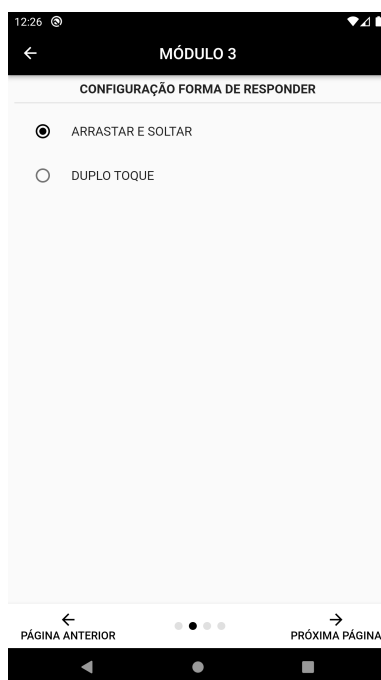 12:26
MÓDULO 3
CONFIGURAÇÃO FORMA DE RESPONDER
ARRASTAR E SOLTAR
DUPLO TOQUE
PÁGINA ANTERIOR
PRÓXIMA PÁGINA